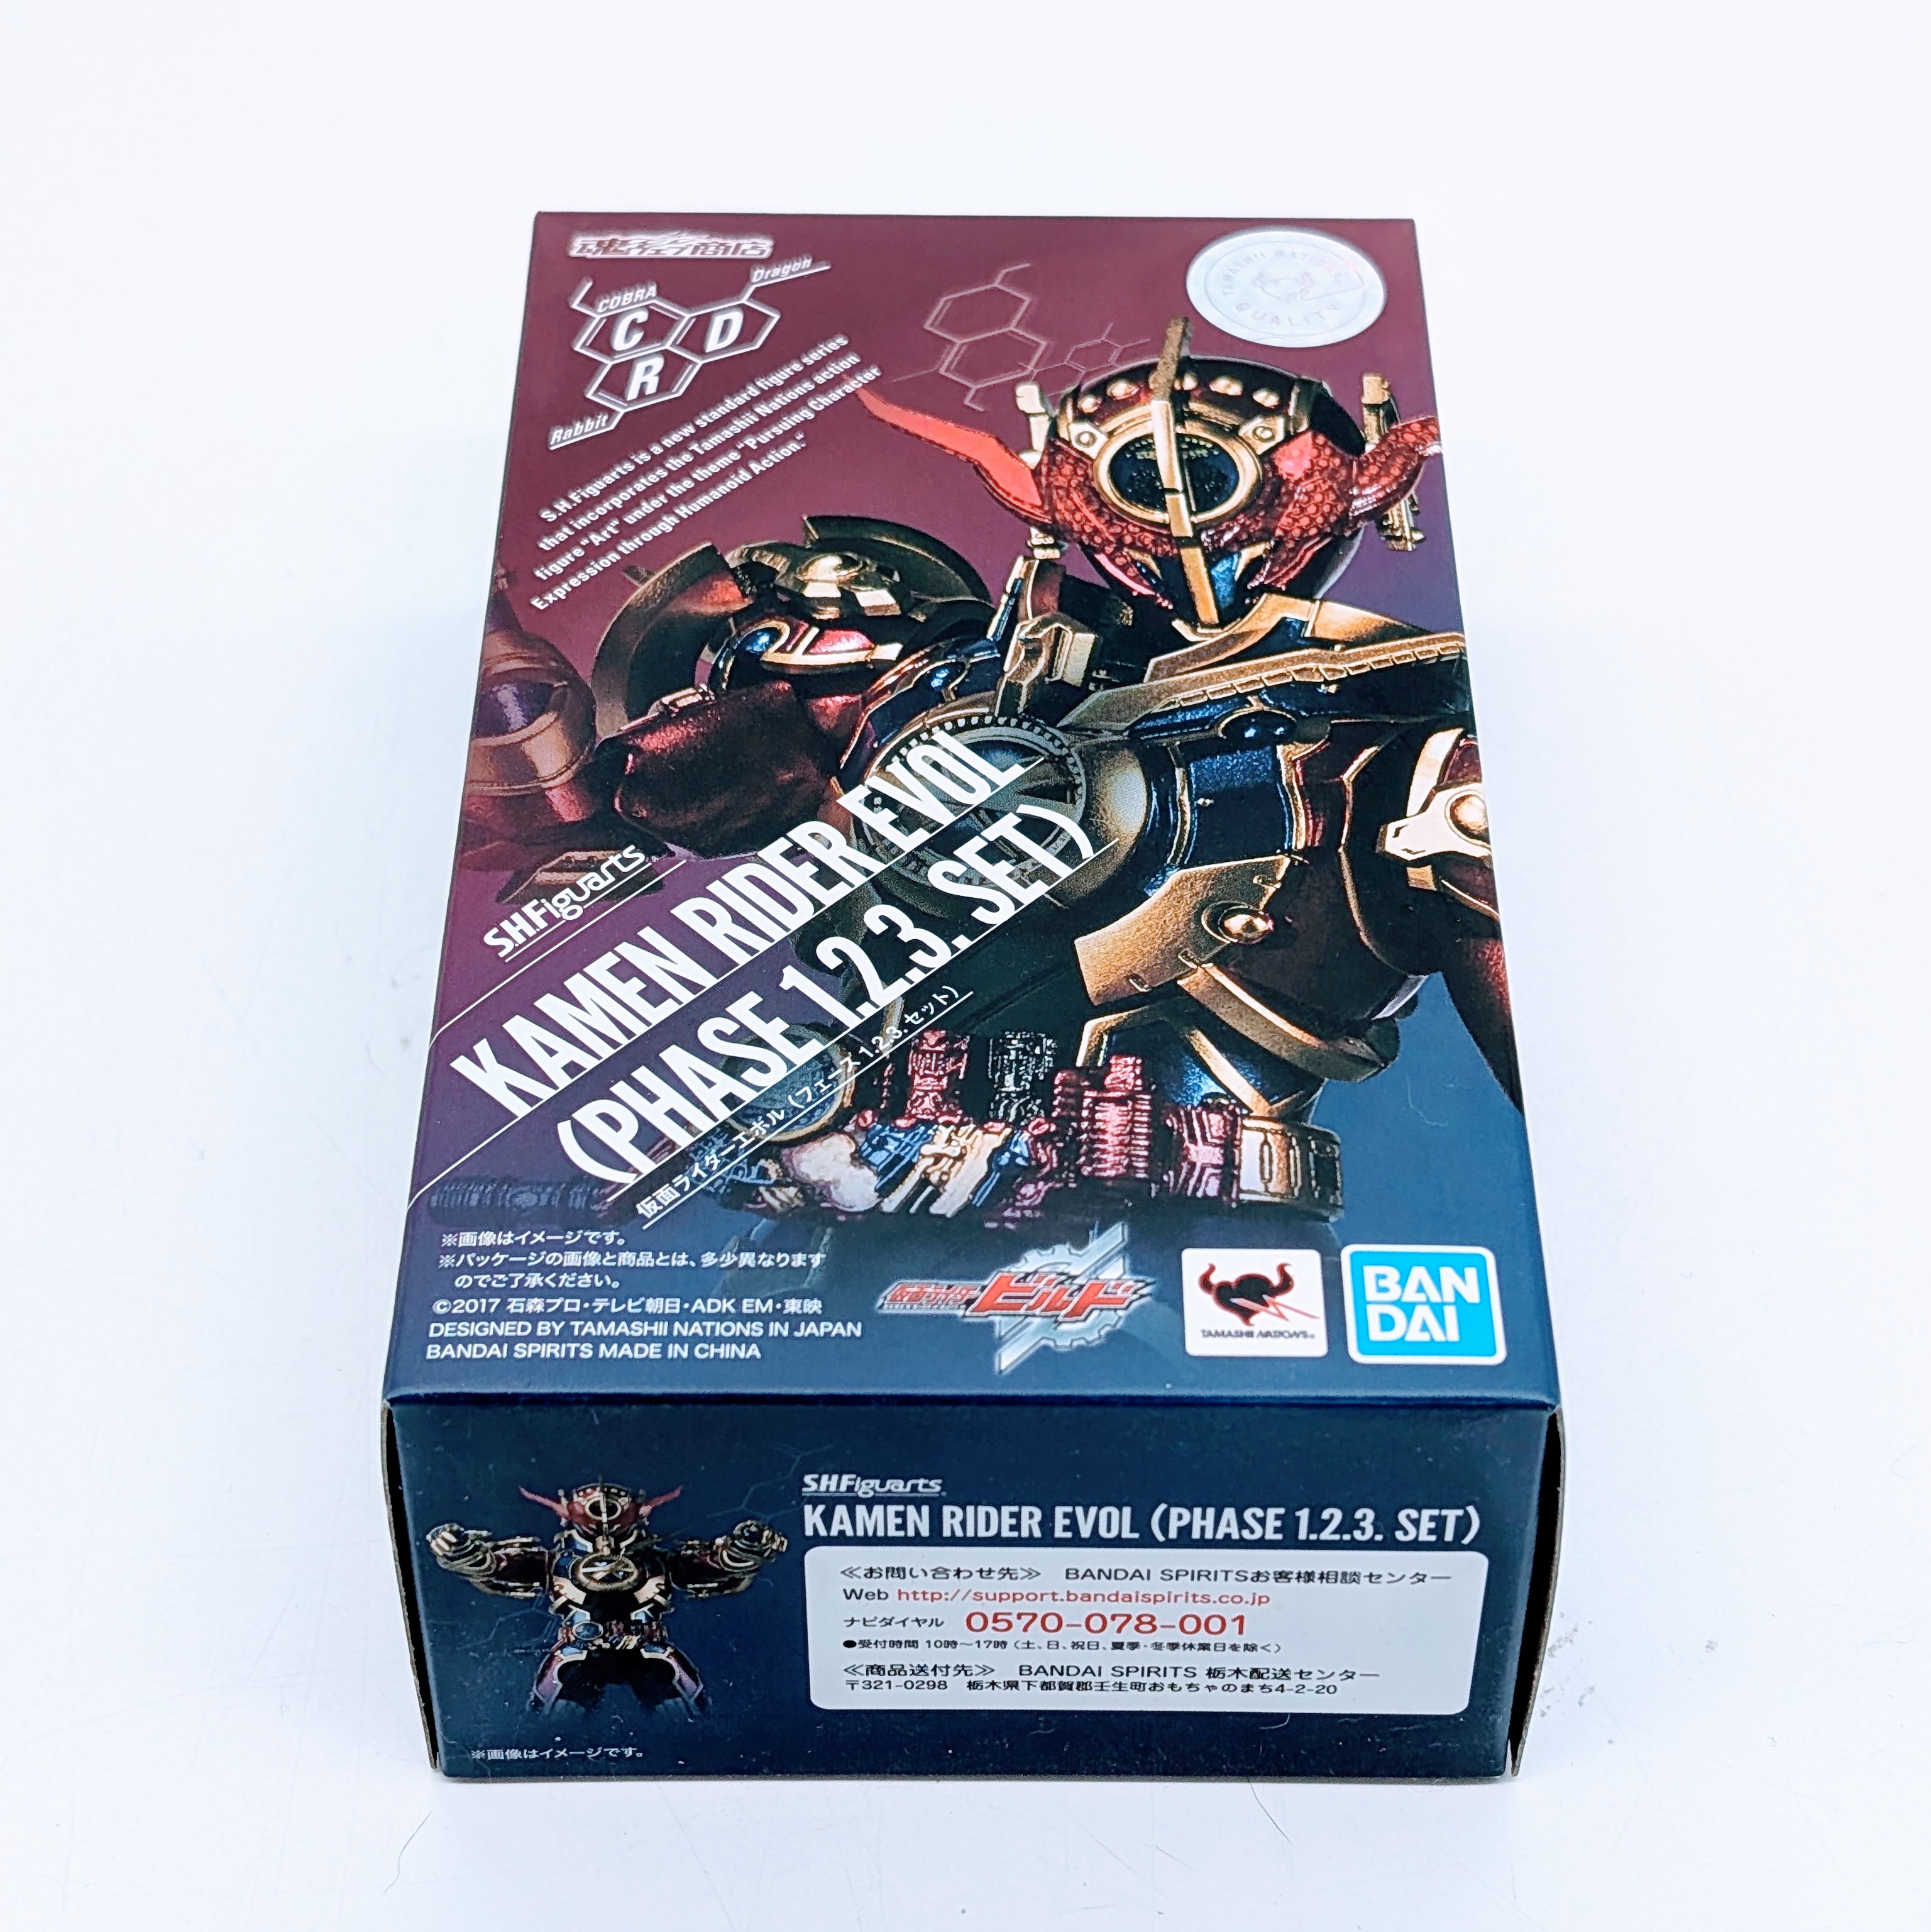 魂ウェブ商店
COBRA
Dragon
C D
R
Rabbit
TAMASHII NATIONS
QUALITY
S.H.Figuarts is a new standard figure series
that incorporates the Tamashii Nations action
figure "Art" under the theme "Pursuing Character
Expression through Humanoid Action."
S.H.Figuarts
KAMEN RIDER EVOL
(PHASE 1.2.3. SET)
仮面ライダーエボル(フェーズ1.2.3.セット)
※画像はイメージです。
※パッケージの画像と商品とは、多少異なります
のでご了承ください。
©2017 石森プロ・テレビ朝日・ADK EM・東映
DESIGNED BY TAMASHII NATIONS IN JAPAN
BANDAI SPIRITS MADE IN CHINA
仮面ライダー ビルド
TAMASHII NATIONS
BAN
DAI
S.H.Figuarts
KAMEN RIDER EVOL (PHASE 1.2.3. SET)
≪お問い合わせ先≫ BANDAI SPIRITSお客様相談センター
Web http://support.bandaispirits.co.jp
ナビダイヤル 0570-078-001
●受付時間 10時〜17時(土、日、祝日、夏季・冬季休業日を除く)
≪商品送付先≫ BANDAI SPIRITS 栃木配送センター
〒321-0298 栃木県下都賀郡壬生町おもちゃのまち4-2-20
※画像はイメージです。